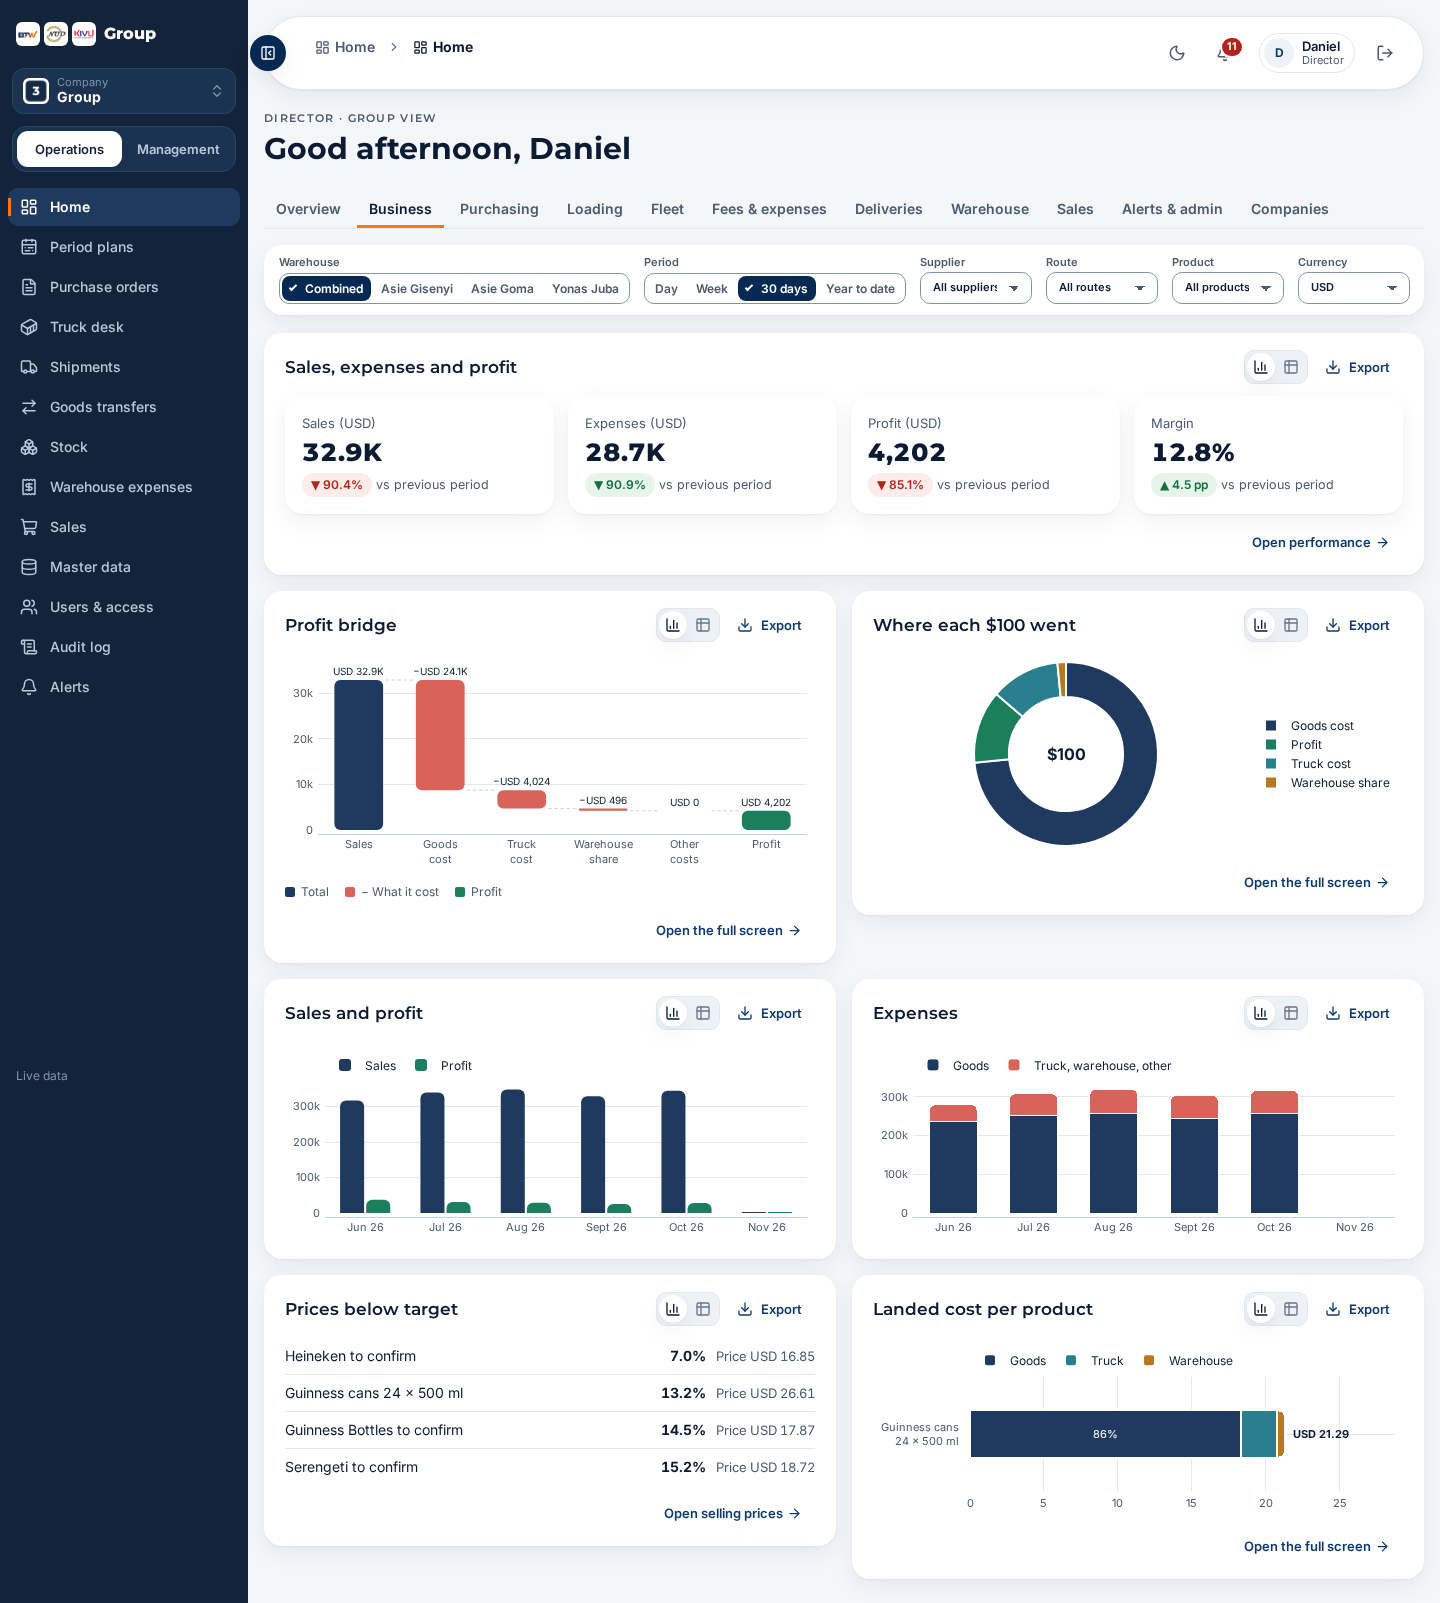 BTW NTD KIVU Group
Company
3 Group
Operations Management
Home
Period plans
Purchase orders
Truck desk
Shipments
Goods transfers
Stock
Warehouse expenses
Sales
Master data
Users & access
Audit log
Alerts
Live data
Home > Home
11
D Daniel
Director
DIRECTOR · GROUP VIEW
Good afternoon, Daniel
Overview Business Purchasing Loading Fleet Fees & expenses Deliveries Warehouse Sales Alerts & admin Companies
Warehouse Period Supplier Route Product Currency
Combined Asie Gisenyi Asie Goma Yonas Juba Day Week 30 days Year to date All suppliers All routes All products USD
Sales, expenses and profit Export
Sales (USD)
32.9K
▼ 90.4% vs previous period
Expenses (USD)
28.7K
▼ 90.9% vs previous period
Profit (USD)
4,202
▼ 85.1% vs previous period
Margin
12.8%
▲ 4.5 pp vs previous period
Open performance →
Profit bridge Export
USD 32.9K −USD 24.1K
30k
20k
10k
−USD 4,024
−USD 496 USD 0 USD 4,202
0
Sales Goods cost Truck cost Warehouse share Other costs Profit
Total − What it cost Profit
Open the full screen →
Where each $100 went Export
$100
Goods cost
Profit
Truck cost
Warehouse share
Open the full screen →
Sales and profit Export
Sales Profit
300k
200k
100k
0
Jun 26 Jul 26 Aug 26 Sept 26 Oct 26 Nov 26
Expenses Export
Goods Truck, warehouse, other
300k
200k
100k
0
Jun 26 Jul 26 Aug 26 Sept 26 Oct 26 Nov 26
Prices below target Export
Heineken to confirm 7.0% Price USD 16.85
Guinness cans 24 × 500 ml 13.2% Price USD 26.61
Guinness Bottles to confirm 14.5% Price USD 17.87
Serengeti to confirm 15.2% Price USD 18.72
Open selling prices →
Landed cost per product Export
Goods Truck Warehouse
Guinness cans
24 × 500 ml
86% USD 21.29
0 5 10 15 20 25
Open the full screen →